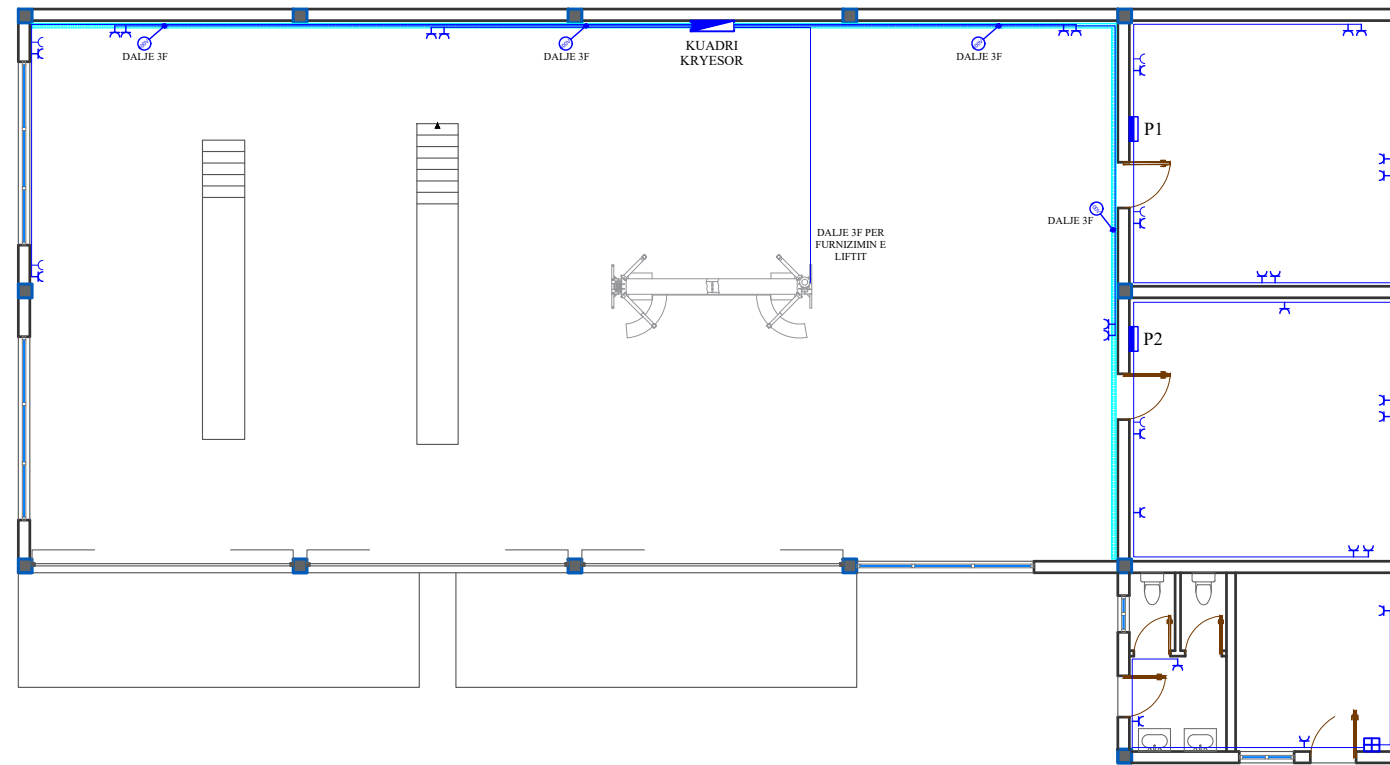 DALJE 3F
DALJE 3F
KUADRI
KRYESOR
DALJE 3F
P1
DALJE 3F
DALJE 3F PER
FURNIZIMIN E
LIFTIT
P2